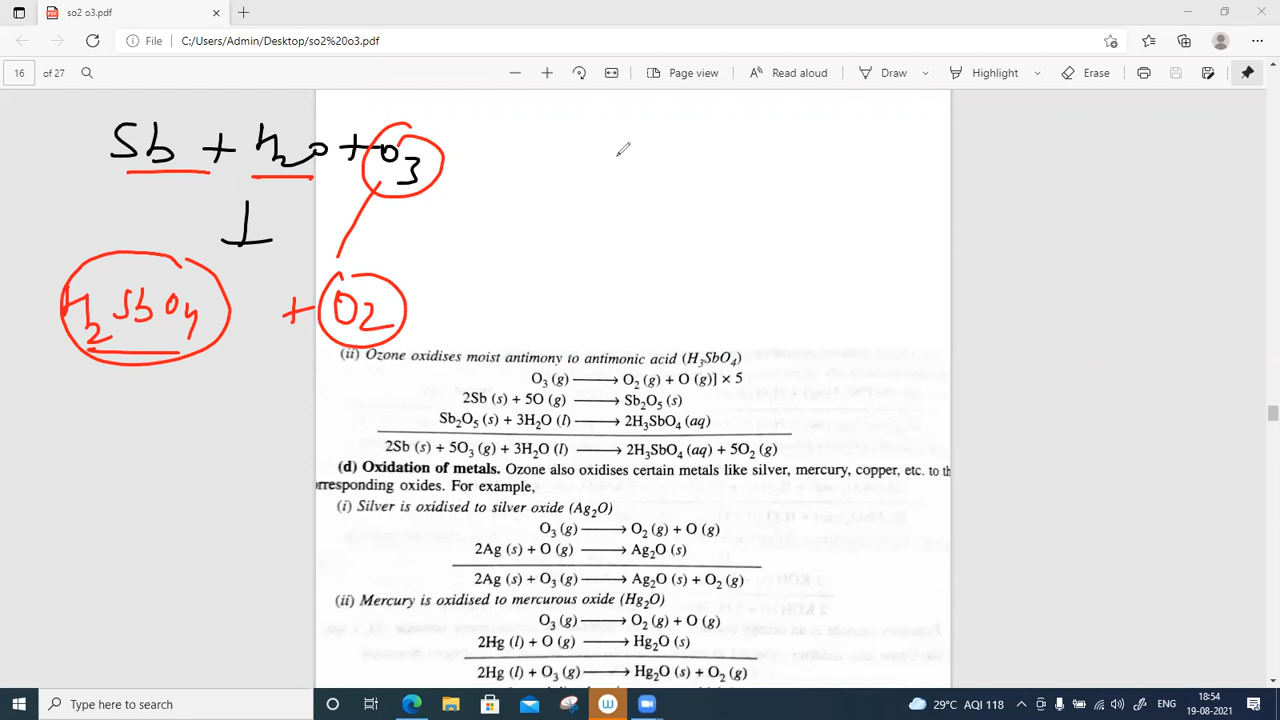 so2 o3.pdf
File C:/Users/Admin/Desktop/so2%20o3.pdf
16 of 27 Page view Read aloud Draw Highlight Erase
Sb + H2O + O3
H2SbO4 + O2
(ii) Ozone oxidises moist antimony to antimonic acid (H₃SbO₄)
O₃ (g) ⟶ O₂ (g) + O (g)] × 5
2Sb (s) + 5O (g) ⟶ Sb₂O₅ (s)
Sb₂O₅ (s) + 3H₂O (l) ⟶ 2H₃SbO₄ (aq)
2Sb (s) + 5O₃ (g) + 3H₂O (l) ⟶ 2H₃SbO₄ (aq) + 5O₂ (g)
(d) Oxidation of metals. Ozone also oxidises certain metals like silver, mercury, copper, etc. to th
rresponding oxides. For example,
(i) Silver is oxidised to silver oxide (Ag₂O)
O₃ (g) ⟶ O₂ (g) + O (g)
2Ag (s) + O (g) ⟶ Ag₂O (s)
2Ag (s) + O₃ (g) ⟶ Ag₂O (s) + O₂ (g)
(ii) Mercury is oxidised to mercurous oxide (Hg₂O)
O₃ (g) ⟶ O₂ (g) + O (g)
2Hg (l) + O (g) ⟶ Hg₂O (s)
2Hg (l) + O₃ (g) ⟶ Hg₂O (s) + O₂ (g)
Type here to search
29°C AQI 118 ENG 18:54
19-08-2021